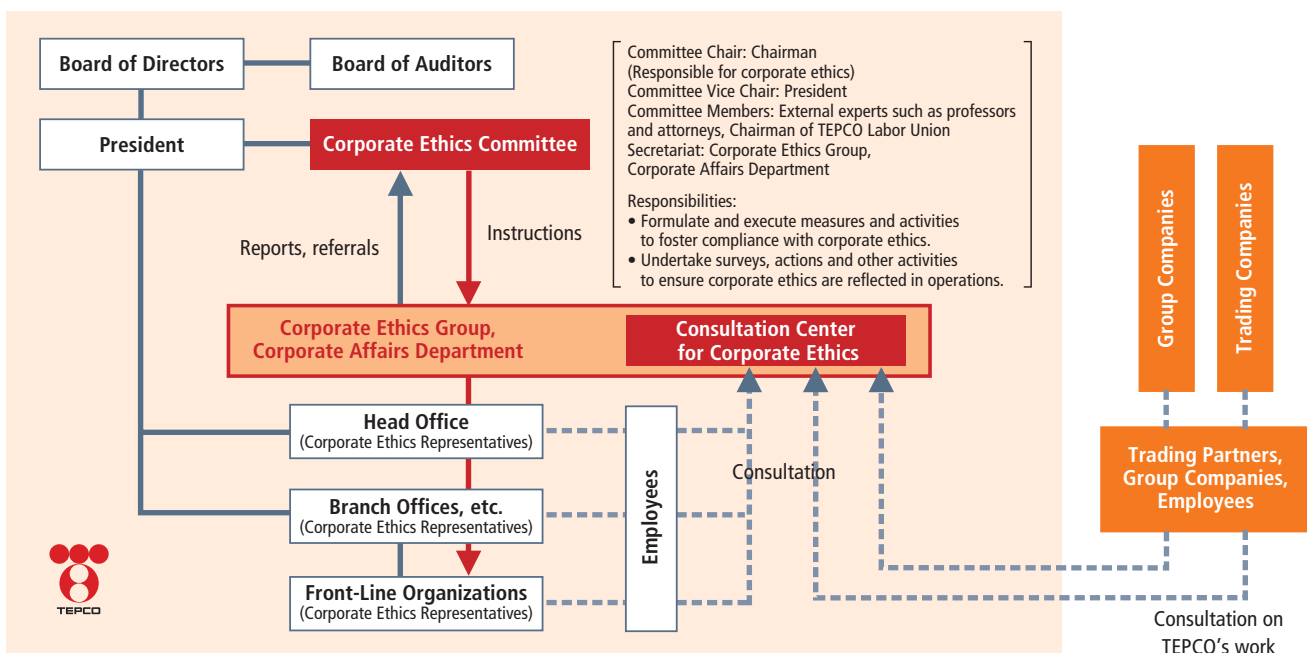 Board of Directors
Board of Auditors
President
Corporate Ethics Committee
Committee Chair: Chairman
(Responsible for corporate ethics)
Committee Vice Chair: President
Committee Members: External experts such as professors
and attorneys, Chairman of TEPCO Labor Union
Secretariat: Corporate Ethics Group,
Corporate Affairs Department
Responsibilities:
• Formulate and execute measures and activities
to foster compliance with corporate ethics.
• Undertake surveys, actions and other activities
to ensure corporate ethics are reflected in operations.
Reports, referrals
Instructions
Corporate Ethics Group,
Corporate Affairs Department
Consultation Center
for Corporate Ethics
Head Office
(Corporate Ethics Representatives)
Branch Offices, etc.
(Corporate Ethics Representatives)
Front-Line Organizations
(Corporate Ethics Representatives)
Employees
Consultation
Group Companies
Trading Companies
Trading Partners,
Group Companies,
Employees
Consultation on
TEPCO's work
TEPCO